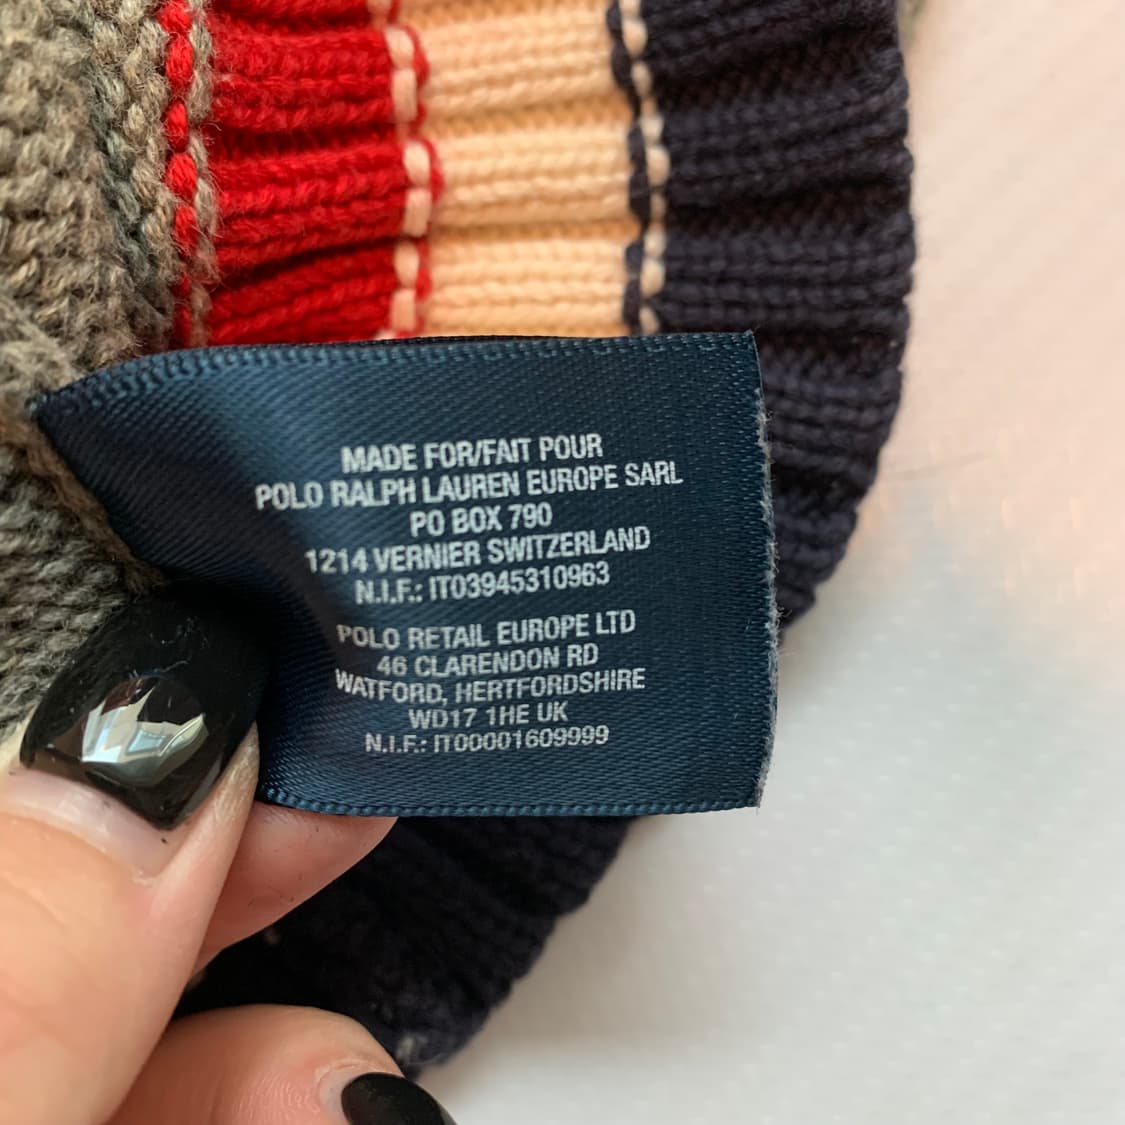 MADE FOR/FAIT POUR
POLO RALPH LAUREN EUROPE SARL
PO BOX 790
1214 VERNIER SWITZERLAND
N.I.F.: IT03945310963
POLO RETAIL EUROPE LTD
46 CLARENDON RD
WATFORD, HERTFORDSHIRE
WD17 1HE UK
N.I.F.: IT00001609999